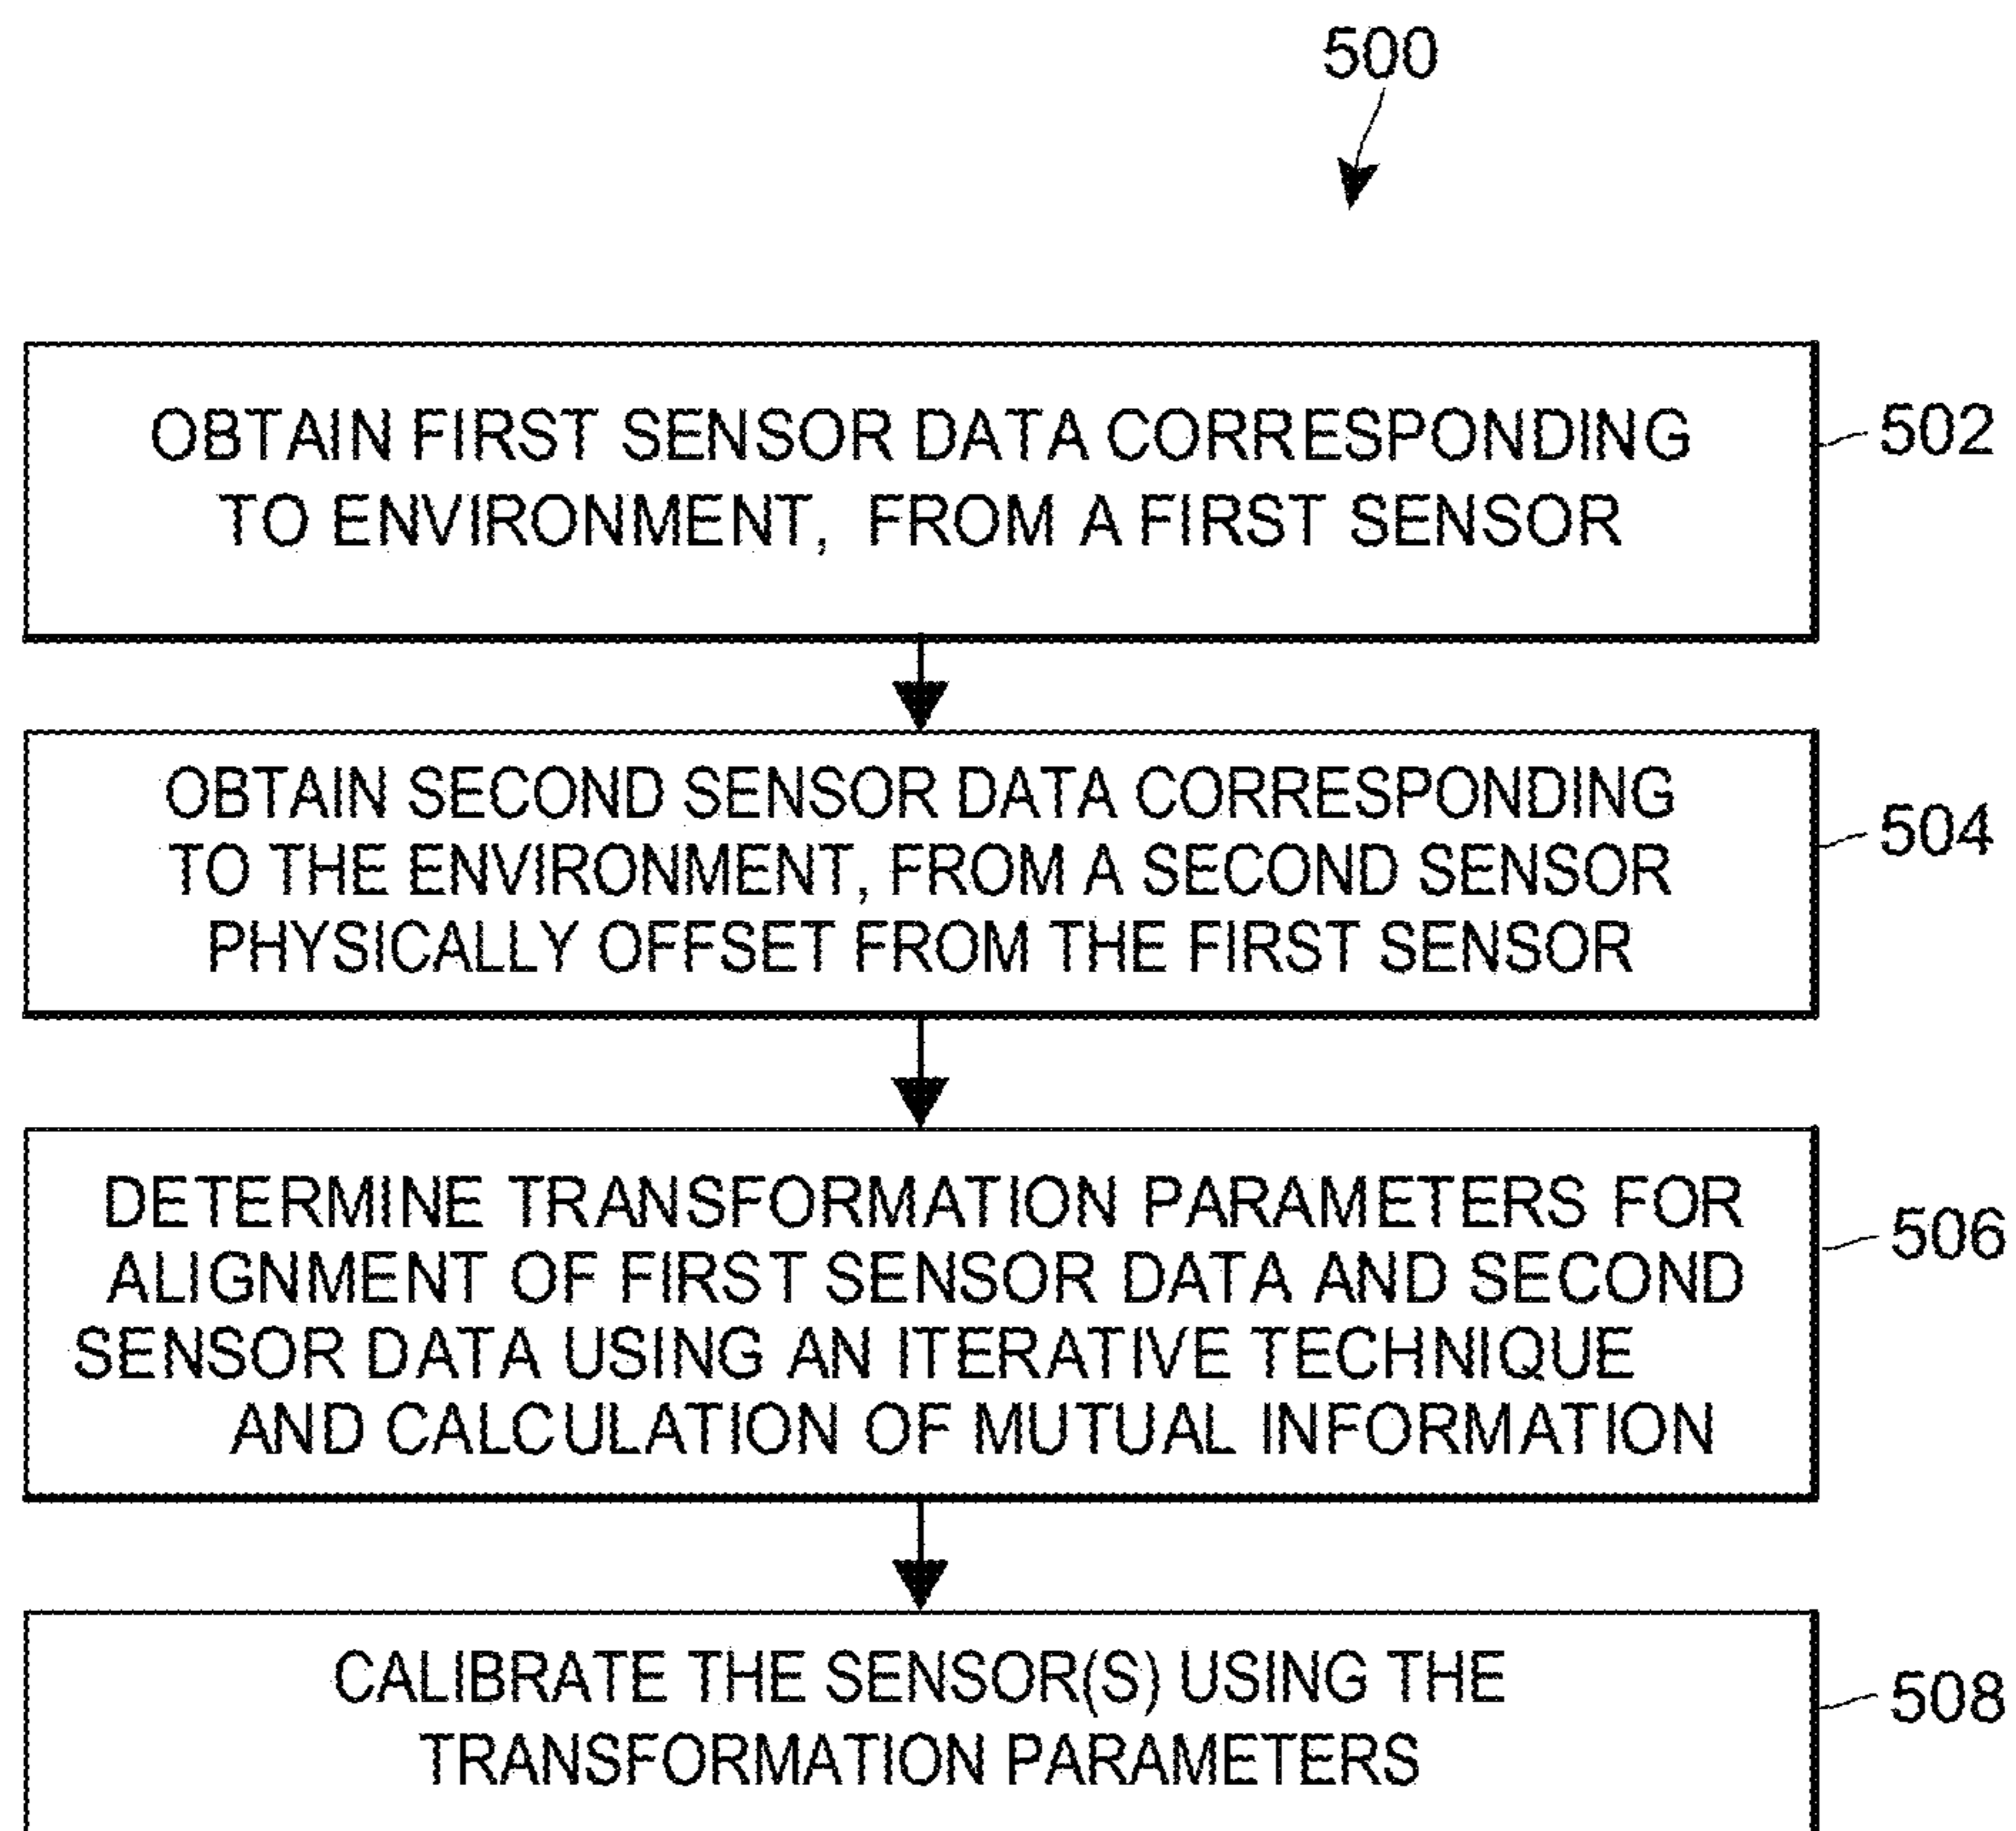 500
OBTAIN FIRST SENSOR DATA CORRESPONDING
TO ENVIRONMENT, FROM A FIRST SENSOR
502
OBTAIN SECOND SENSOR DATA CORRESPONDING
TO THE ENVIRONMENT, FROM A SECOND SENSOR
PHYSICALLY OFFSET FROM THE FIRST SENSOR
504
DETERMINE TRANSFORMATION PARAMETERS FOR
ALIGNMENT OF FIRST SENSOR DATA AND SECOND
SENSOR DATA USING AN ITERATIVE TECHNIQUE
AND CALCULATION OF MUTUAL INFORMATION
506
CALIBRATE THE SENSOR(S) USING THE
TRANSFORMATION PARAMETERS
508